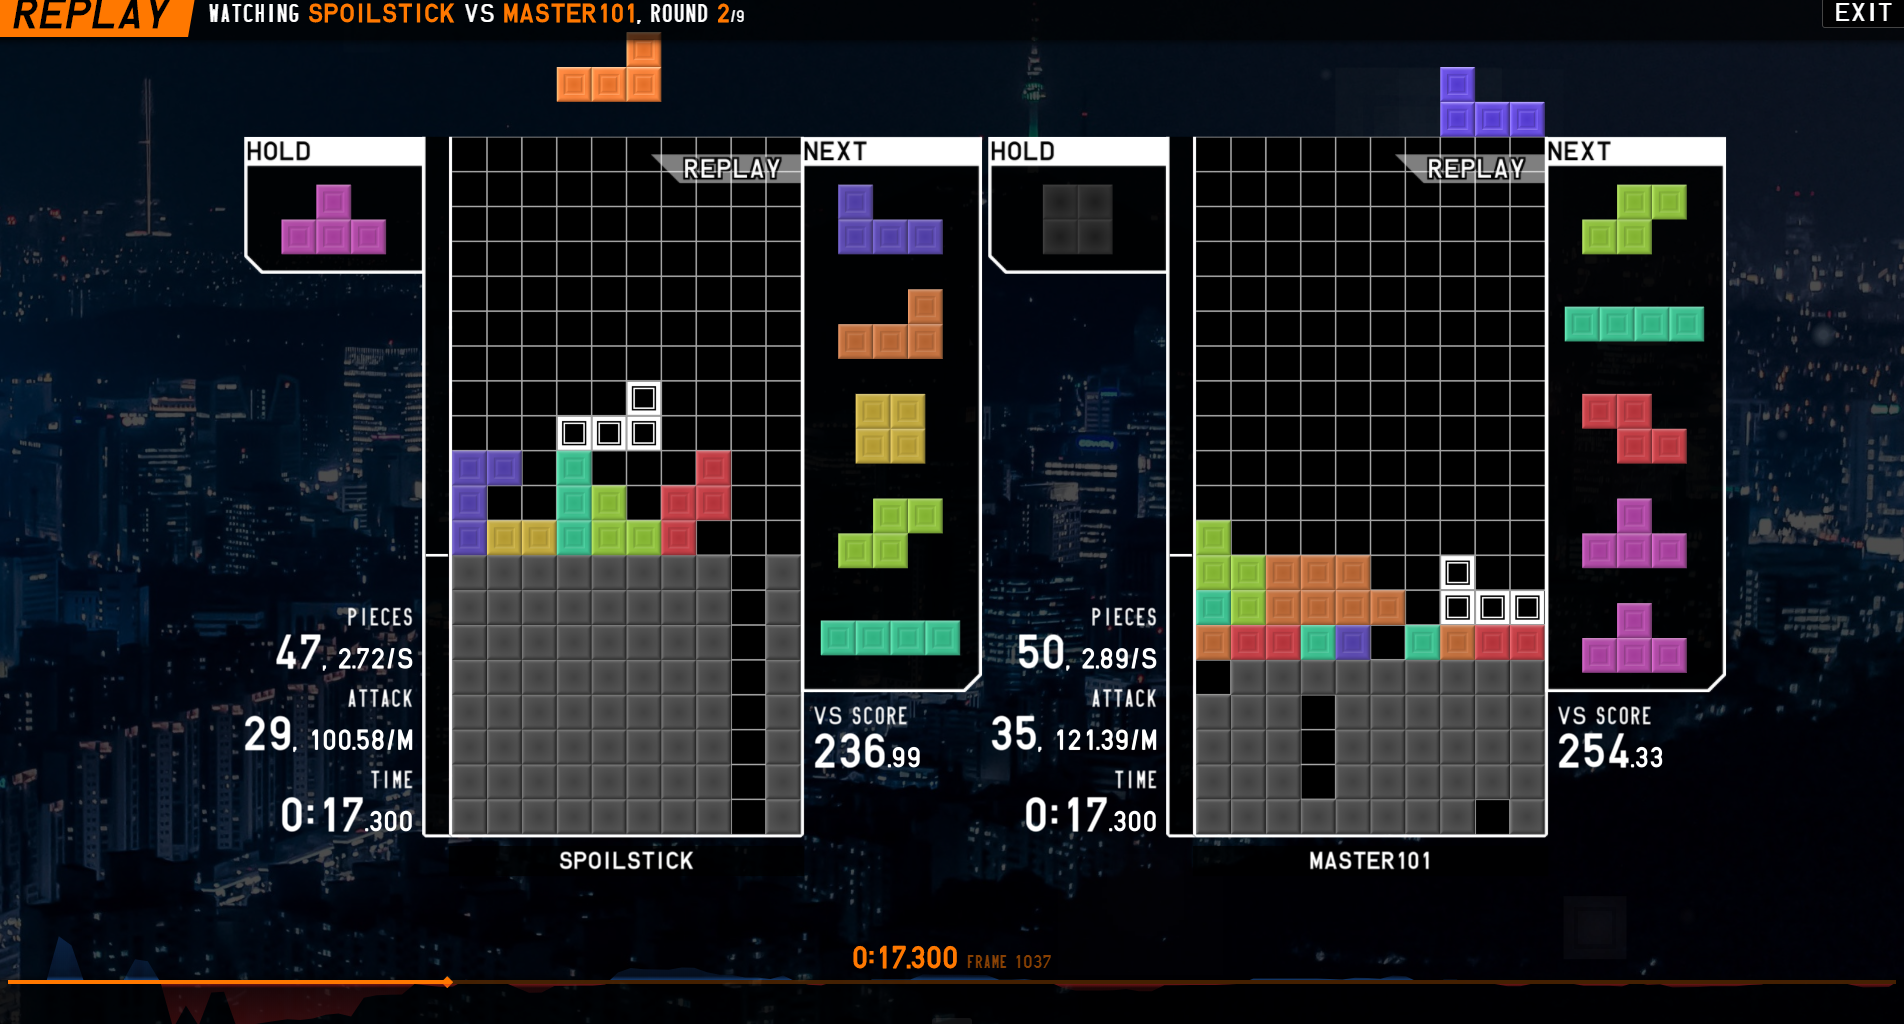 REPLAY WATCHING SPOILSTICK VS MASTER101, ROUND 2/9 EXIT
HOLD
REPLAY
NEXT
PIECES
47, 2.72/S
ATTACK
29, 100.58/M
TIME
0:17.300
VS SCORE
236.99
SPOILSTICK
HOLD
REPLAY
NEXT
PIECES
50, 2.89/S
ATTACK
35, 121.39/M
TIME
0:17.300
VS SCORE
254.33
MASTER101
0:17.300 FRAME 1037